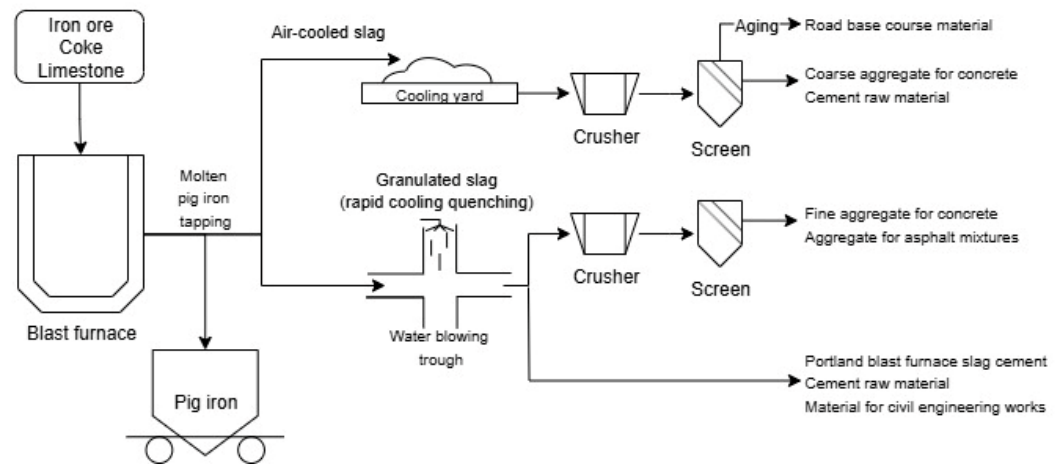 Iron ore
Coke
Limestone
Blast furnace
Molten
pig iron
tapping
Pig iron
Air-cooled slag
Cooling yard
Crusher
Screen
Aging
Road base course material
Coarse aggregate for concrete
Cement raw material
Granulated slag
(rapid cooling quenching)
Water blowing
trough
Crusher
Screen
Fine aggregate for concrete
Aggregate for asphalt mixtures
Portland blast furnace slag cement
Cement raw material
Material for civil engineering works